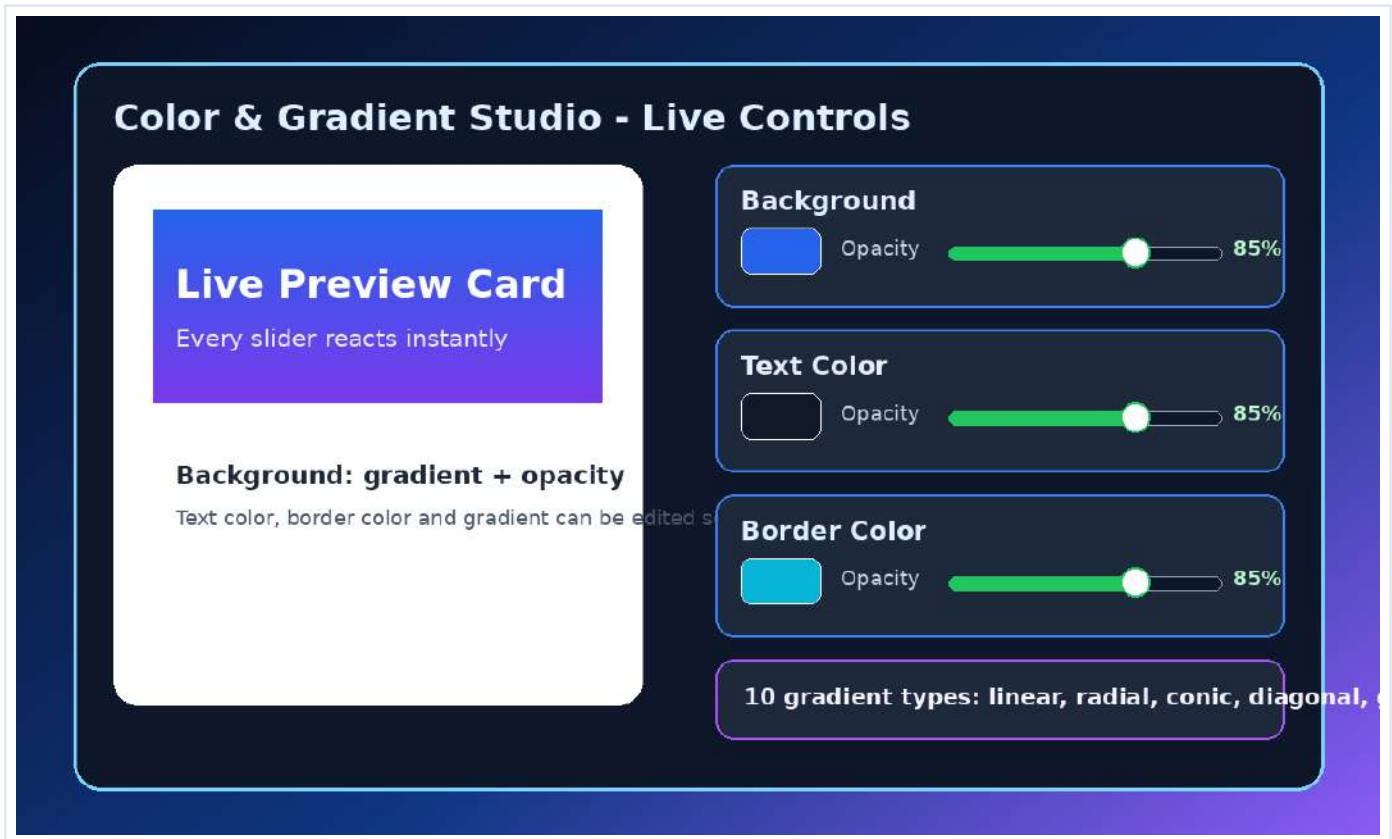 Color & Gradient Studio - Live Controls
Live Preview Card
Every slider reacts instantly
Background: gradient + opacity
Text color, border color and gradient can be edited
Background
Opacity 85%
Text Color
Opacity 85%
Border Color
Opacity 85%
10 gradient types: linear, radial, conic, diagonal,